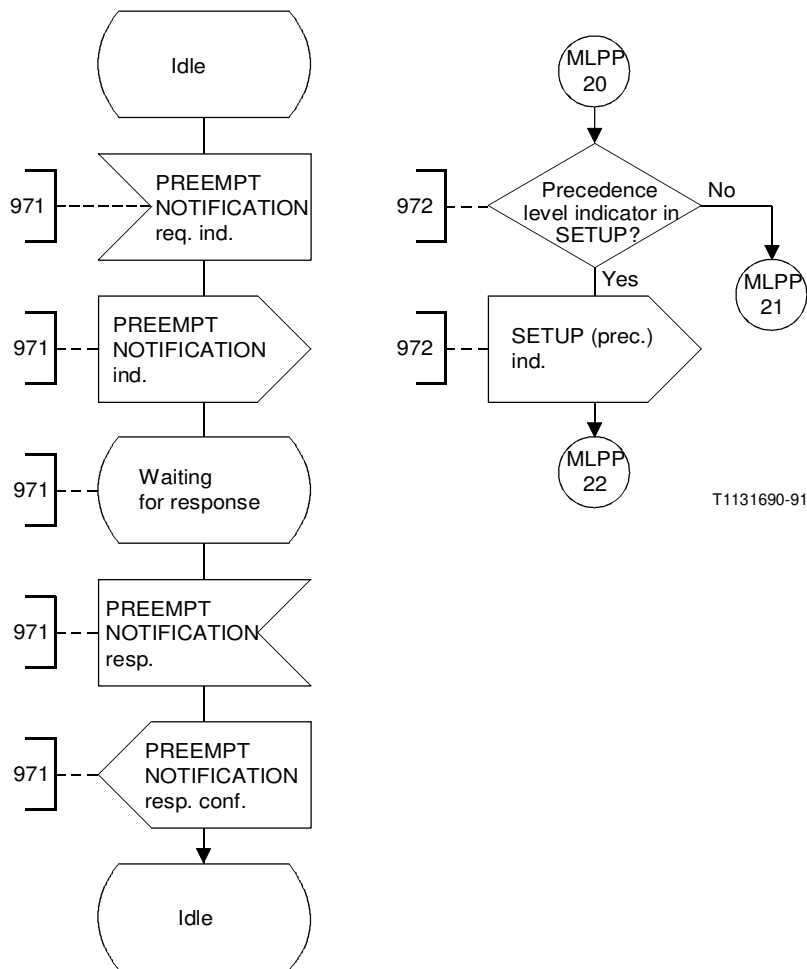 Idle
971
PREEMPT
NOTIFICATION
req. ind.
971
PREEMPT
NOTIFICATION
ind.
971
Waiting
for response
971
PREEMPT
NOTIFICATION
resp.
971
PREEMPT
NOTIFICATION
resp. conf.
Idle
MLPP
20
972
Precedence
level indicator in
SETUP?
No
MLPP
21
Yes
972
SETUP (prec.)
ind.
MLPP
22
T1131690-91